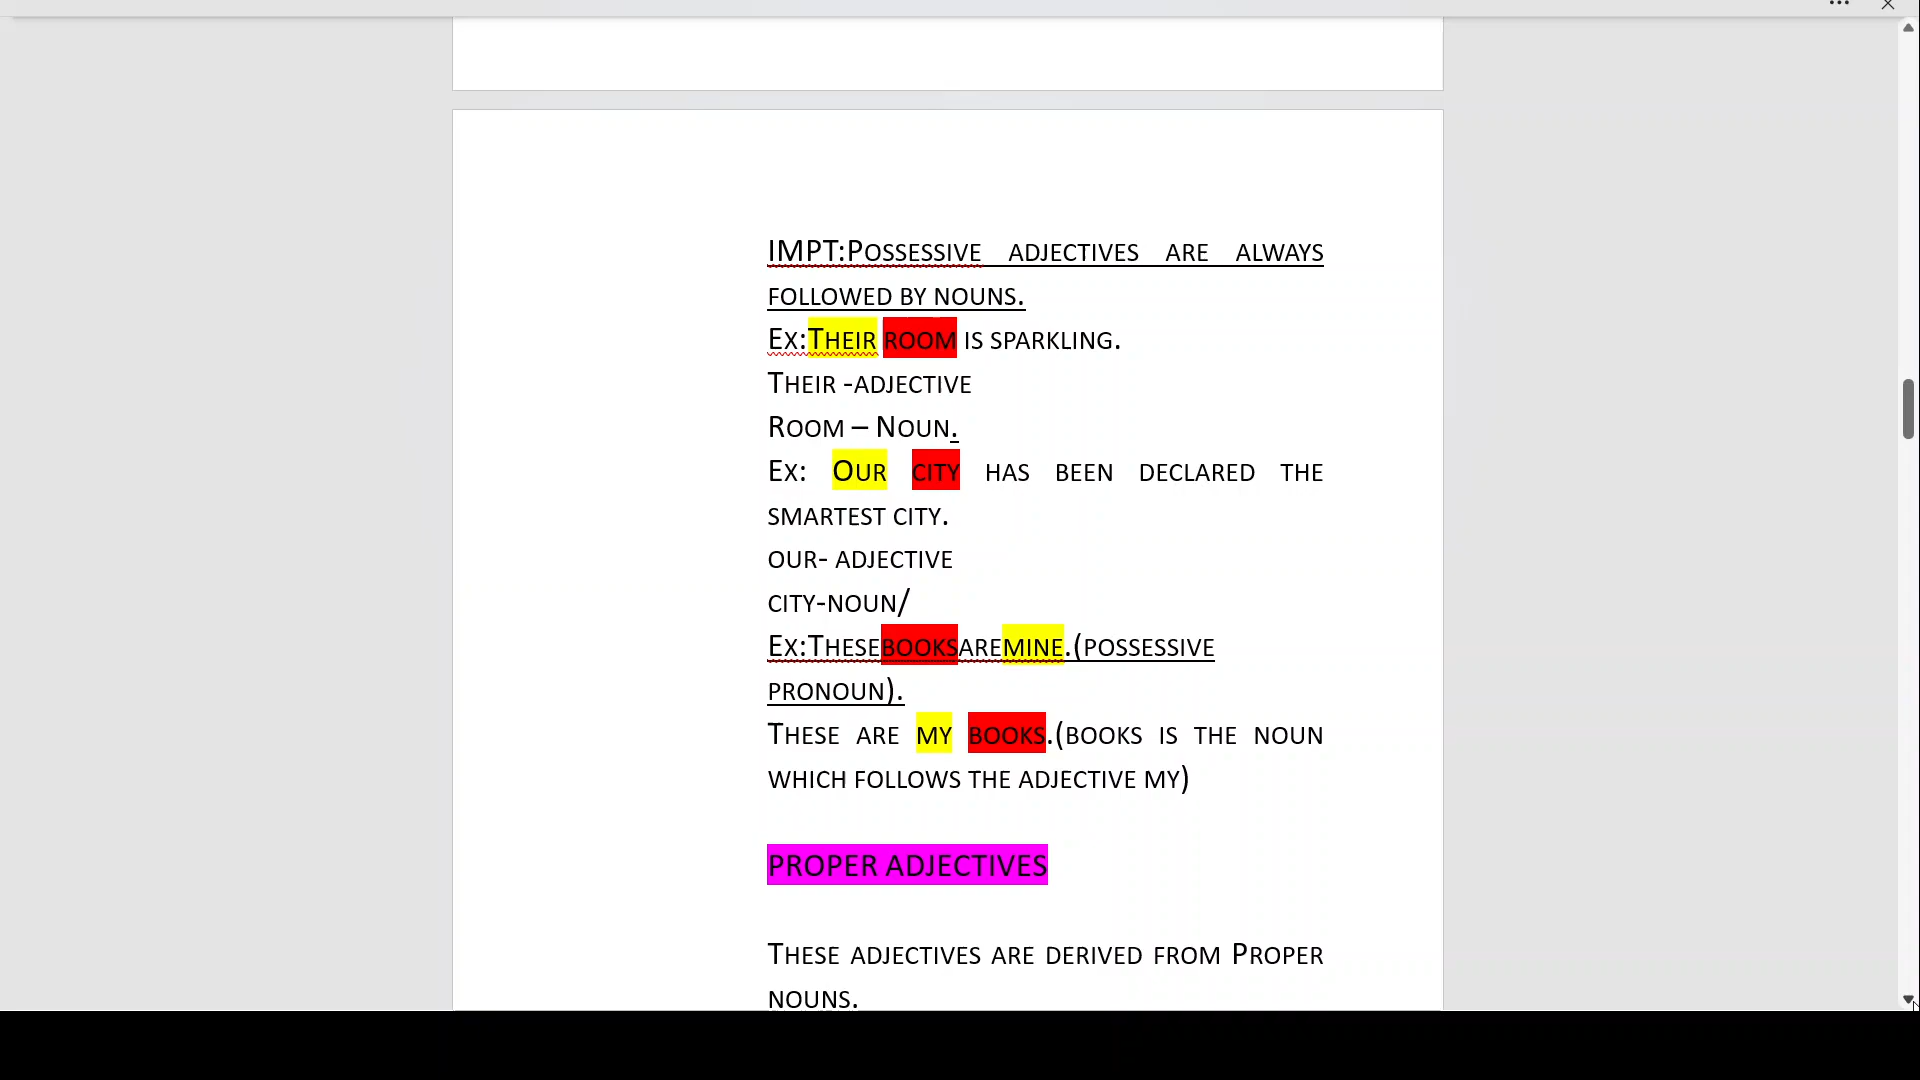 IMPT:Possessive adjectives are always
followed by nouns.
Ex:Their room is sparkling.
Their -adjective
Room – Noun.
Ex: Our city has been declared the
smartest city.
our- adjective
city-noun/
Ex:Thesebooksaremine.(possessive
pronoun).
These are my books.(books is the noun
which follows the adjective my)
PROPER ADJECTIVES
These adjectives are derived from Proper
nouns.